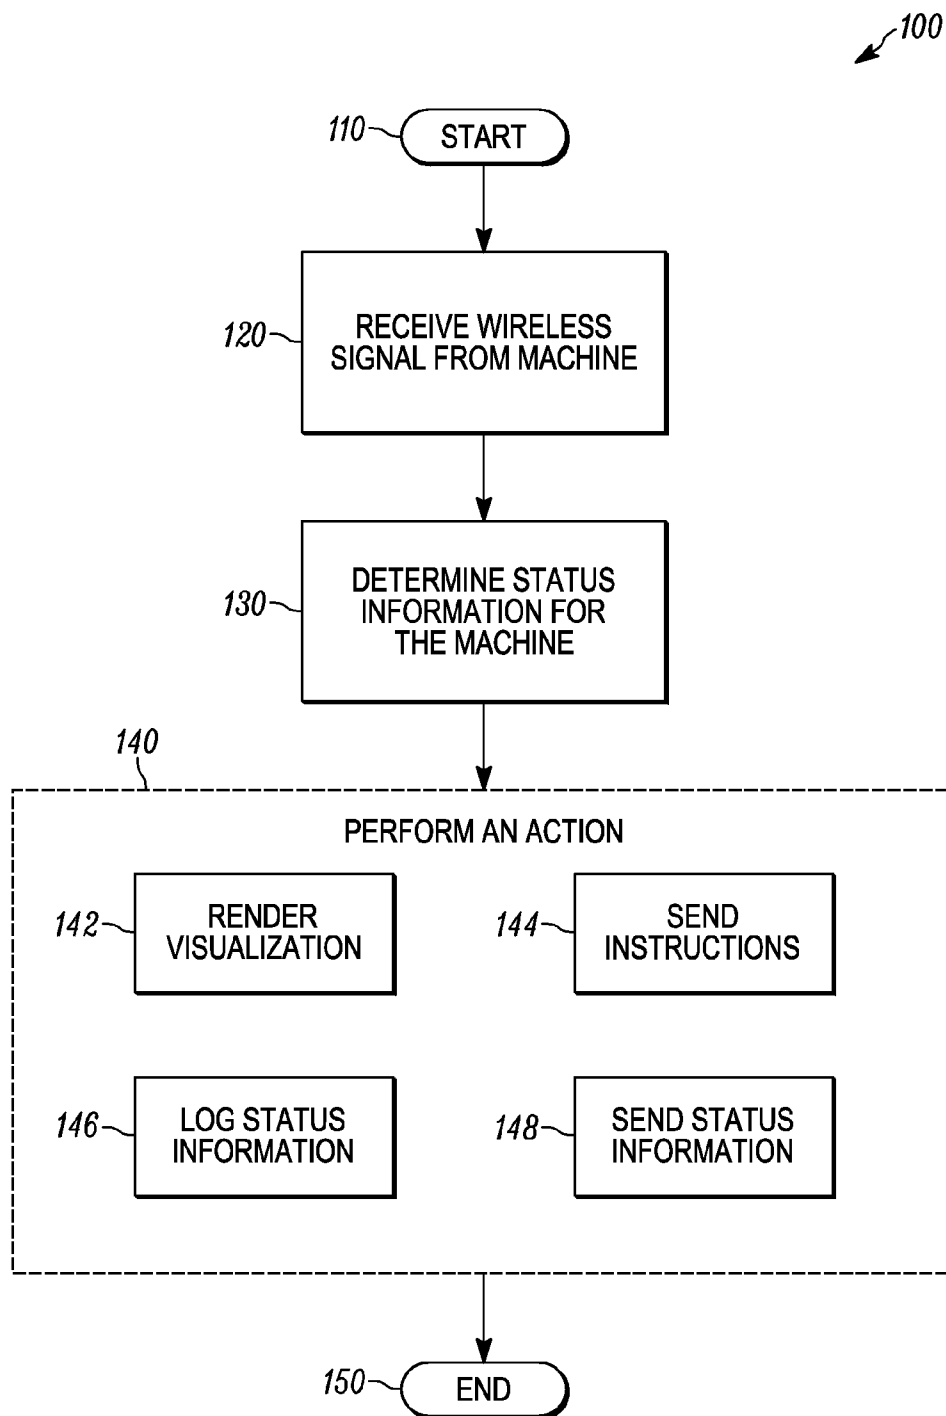 100
110
START
120
RECEIVE WIRELESS
SIGNAL FROM MACHINE
130
DETERMINE STATUS
INFORMATION FOR
THE MACHINE
140
PERFORM AN ACTION
142
RENDER
VISUALIZATION
144
SEND
INSTRUCTIONS
146
LOG STATUS
INFORMATION
148
SEND STATUS
INFORMATION
150
END